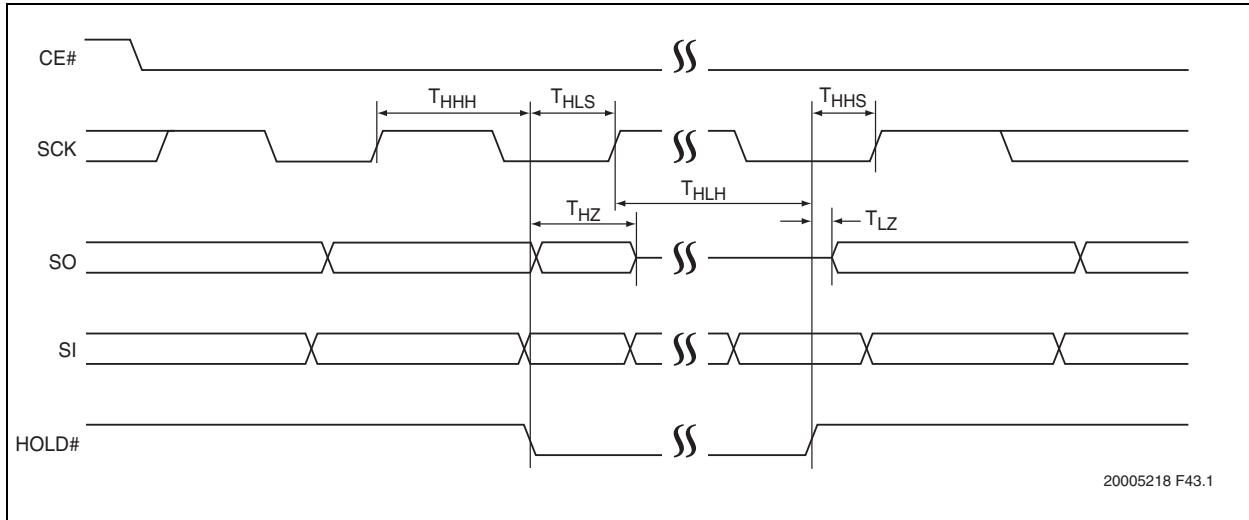 CE#
THHH
THLS
THHS
SCK
THLH
THZ
TLZ
SO
SI
HOLD#
20005218 F43.1